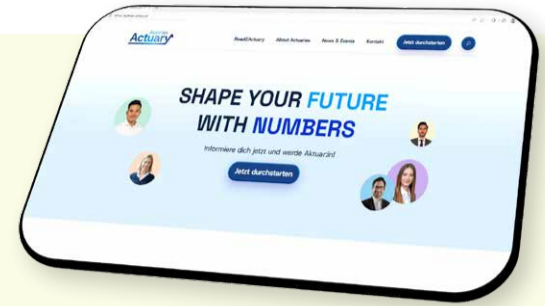 Actuary
Read2Actuary About Actuaries News & Events Kontakt Jetzt durchstarten
SHAPE YOUR FUTURE
WITH NUMBERS
Informiere dich jetzt und werde Aktuar:in!
Jetzt durchstarten